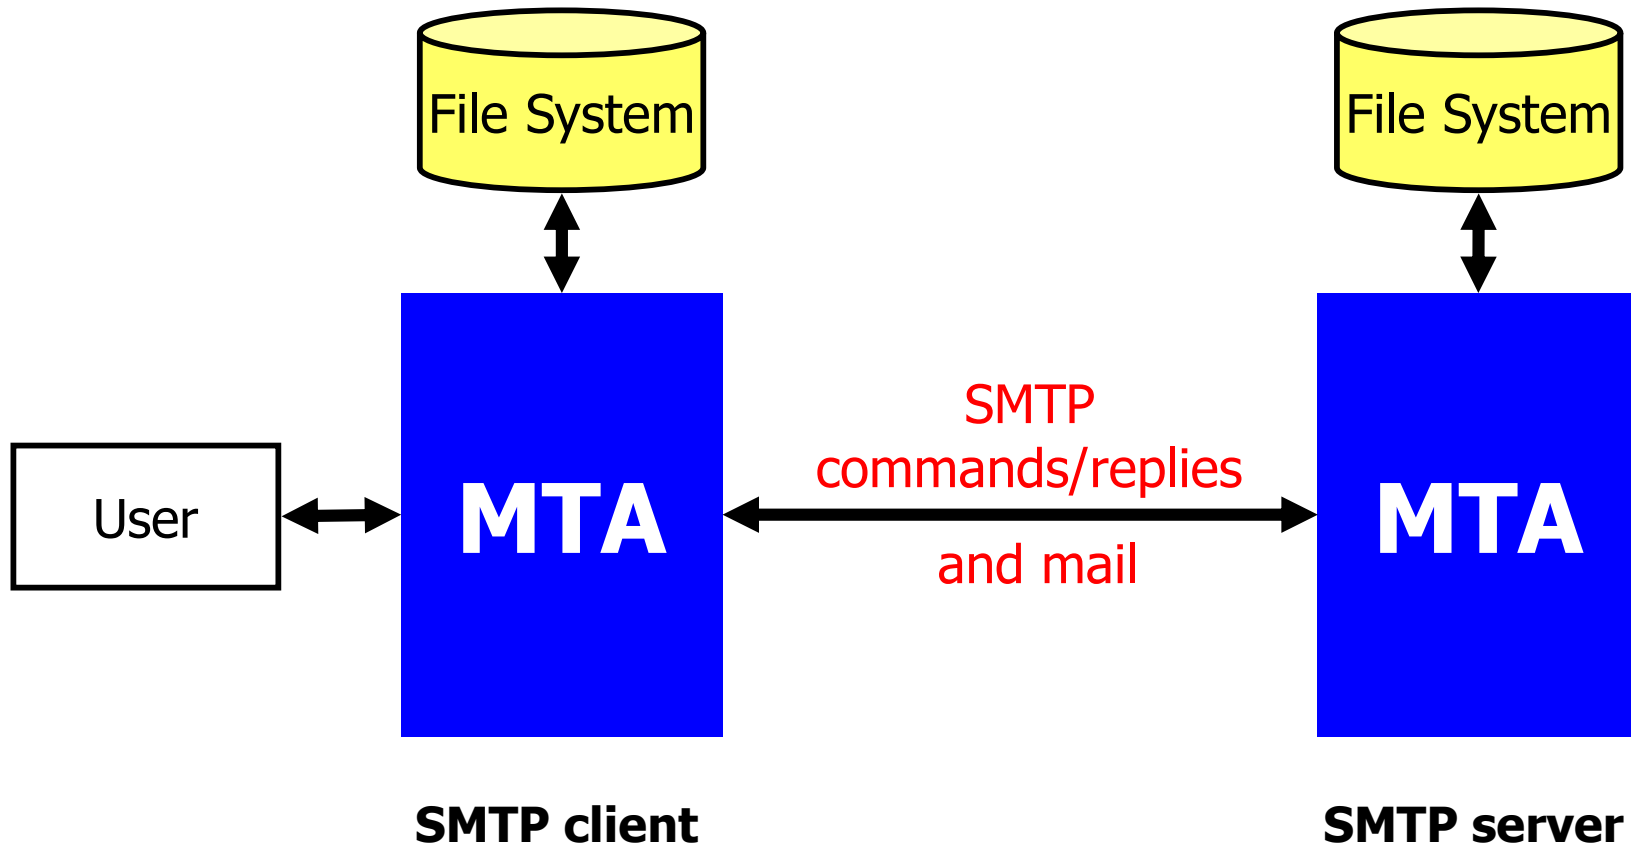 File System
File System
SMTP
commands/replies
User
MTA
MTA
and mail
SMTP client
SMTP server